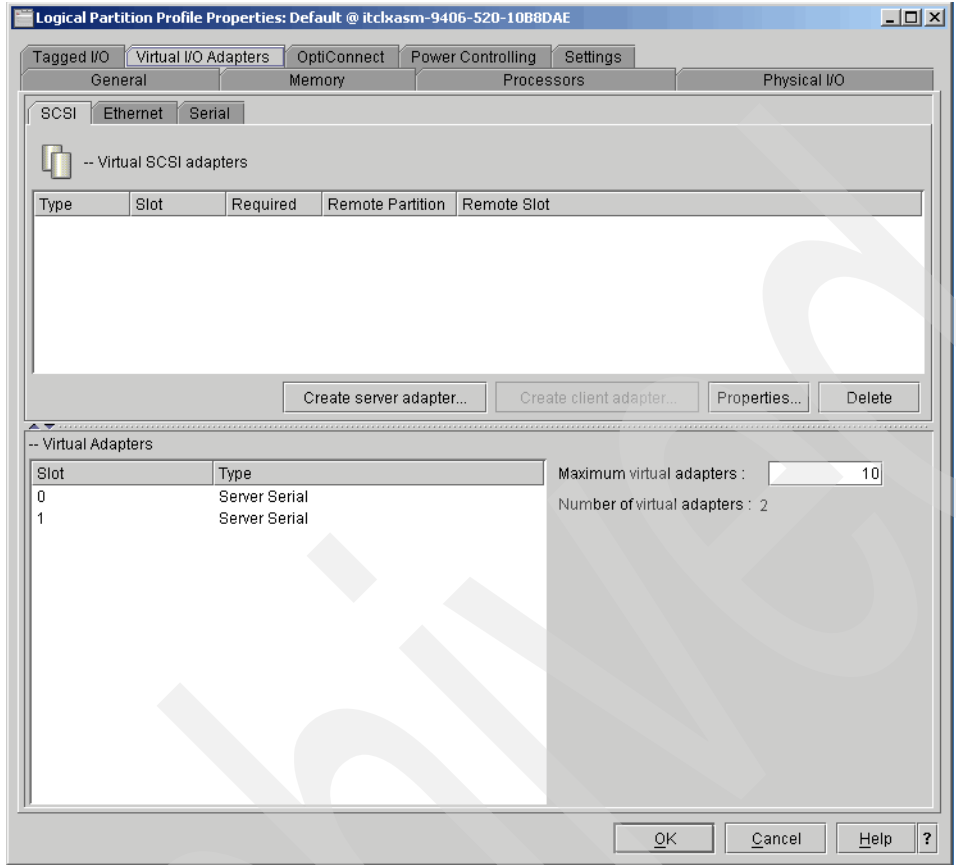 Logical Partition Profile Properties: Default @ itclxasm-9406-520-10B8DAE
Tagged I/O Virtual I/O Adapters OptiConnect Power Controlling Settings
General Memory Processors Physical I/O
SCSI Ethernet Serial
-- Virtual SCSI adapters
Type Slot Required Remote Partition Remote Slot
Create server adapter... Create client adapter... Properties... Delete
-- Virtual Adapters
Slot Type
0 Server Serial
1 Server Serial
Maximum virtual adapters : 10
Number of virtual adapters : 2
OK Cancel Help ?